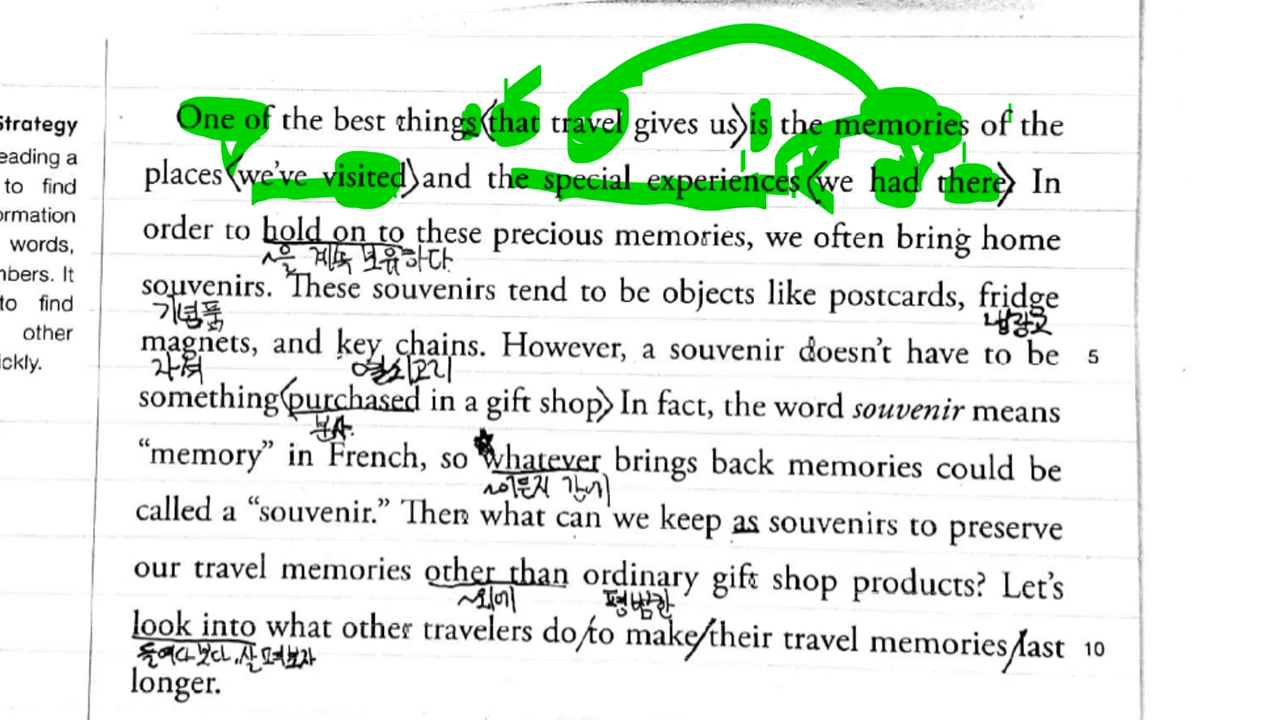 Strategy
eading a
to find
ormation
words,
nbers. It
to find
other
ickly.
One of the best things that travel gives us is the memories of the
places we've visited and the special experiences we had there. In
order to hold on to these precious memories, we often bring home
~을 계속 보유하다
souvenirs. These souvenirs tend to be objects like postcards, fridge
기념품 냉장고
magnets, and key chains. However, a souvenir doesn't have to be 5
자석 열쇠고리
something purchased in a gift shop. In fact, the word souvenir means
분사
"memory" in French, so whatever brings back memories could be
~이든지 간에
called a "souvenir." Then what can we keep as souvenirs to preserve
our travel memories other than ordinary gift shop products? Let's
~외에 평범한
look into what other travelers do/to make/their travel memories/last 10
들여다보다, 살펴보자
longer.